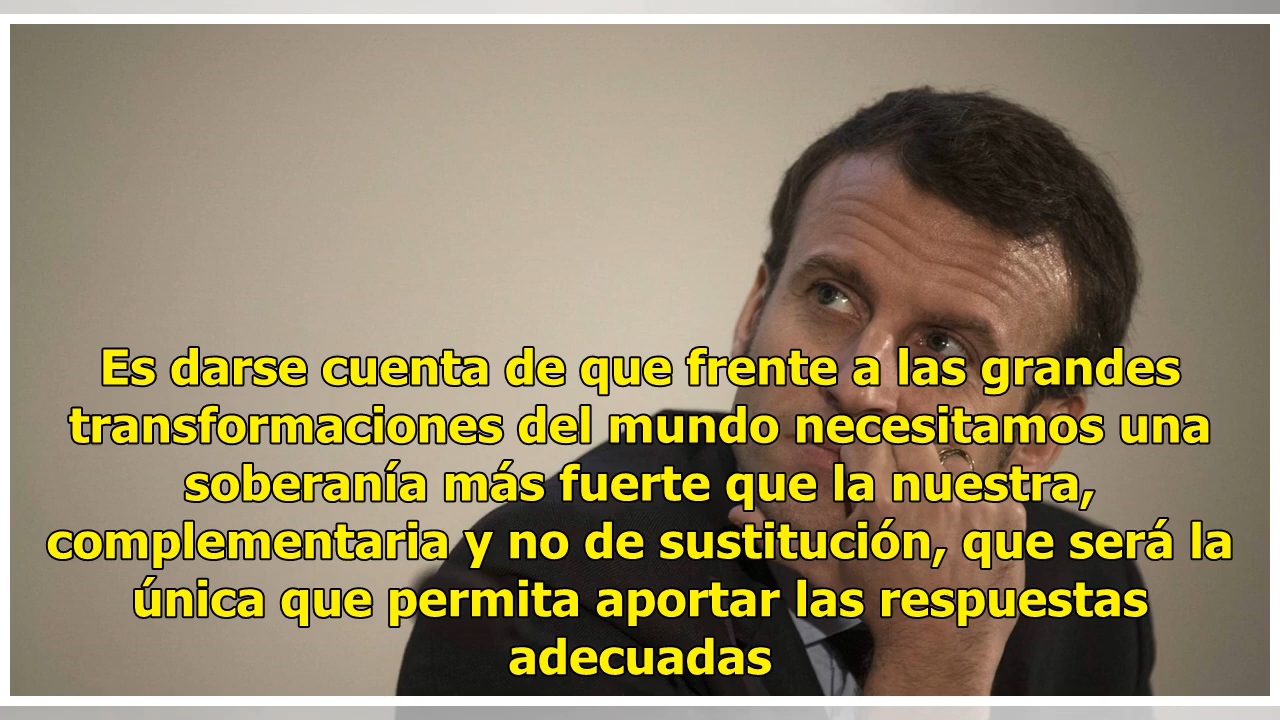 Es darse cuenta de que frente a las grandes
transformaciones del mundo necesitamos una
soberanía más fuerte que la nuestra,
complementaria y no de sustitución, que será la
única que permita aportar las respuestas
adecuadas